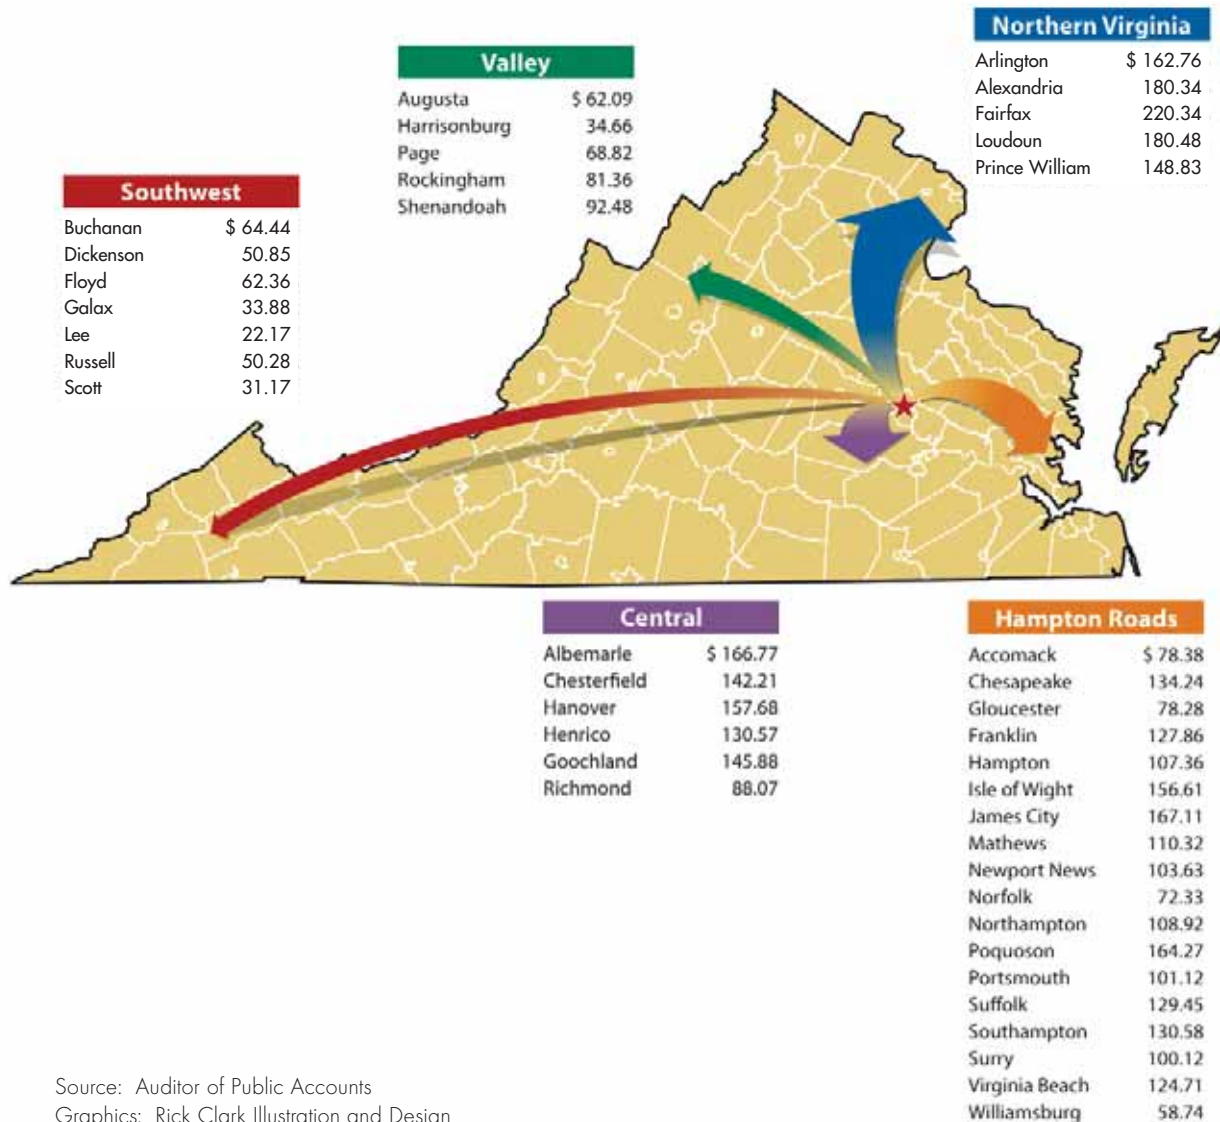 Northern Virginia
Arlington $ 162.76
Alexandria 180.34
Fairfax 220.34
Loudoun 180.48
Prince William 148.83
Valley
Augusta $ 62.09
Harrisonburg 34.66
Page 68.82
Rockingham 81.36
Shenandoah 92.48
Southwest
Buchanan $ 64.44
Dickenson 50.85
Floyd 62.36
Galax 33.88
Lee 22.17
Russell 50.28
Scott 31.17
Central
Albemarle $ 166.77
Chesterfield 142.21
Hanover 157.68
Henrico 130.57
Goochland 145.88
Richmond 88.07
Hampton Roads
Accomack $ 78.38
Chesapeake 134.24
Gloucester 78.28
Franklin 127.86
Hampton 107.36
Isle of Wight 156.61
James City 167.11
Mathews 110.32
Newport News 103.63
Norfolk 72.33
Northampton 108.92
Poquoson 164.27
Portsmouth 101.12
Suffolk 129.45
Southampton 130.58
Surry 100.12
Virginia Beach 124.71
Williamsburg 58.74
Source: Auditor of Public Accounts
Graphics: Rick Clark Illustration and Design